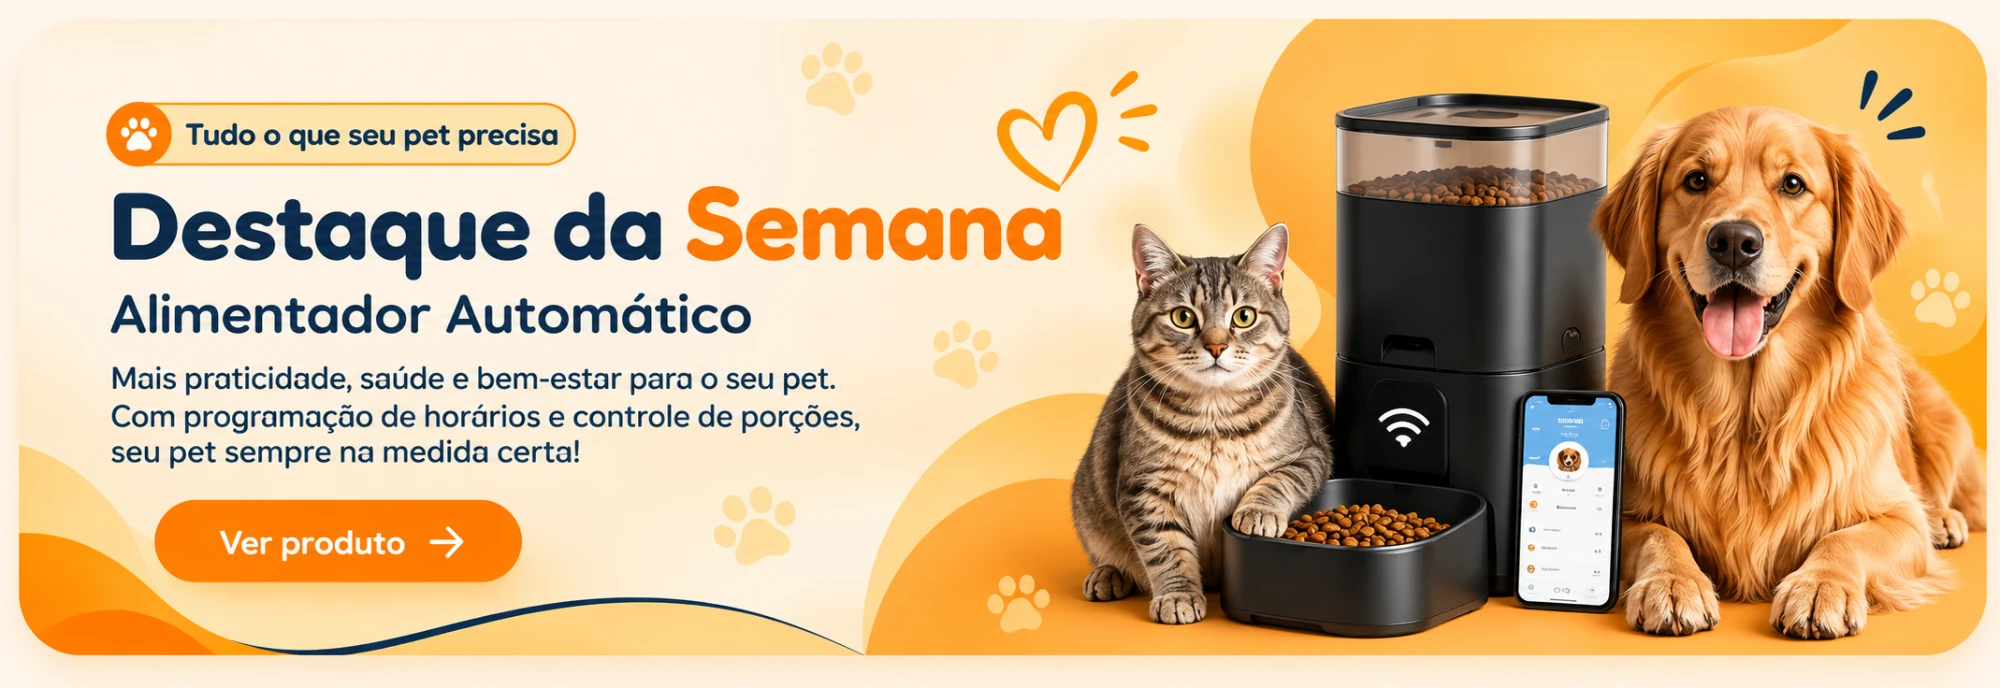 Tudo o que seu pet precisa
Destaque da Semana
Alimentador Automático
Mais praticidade, saúde e bem-estar para o seu pet.
Com programação de horários e controle de porções,
seu pet sempre na medida certa!
Ver produto